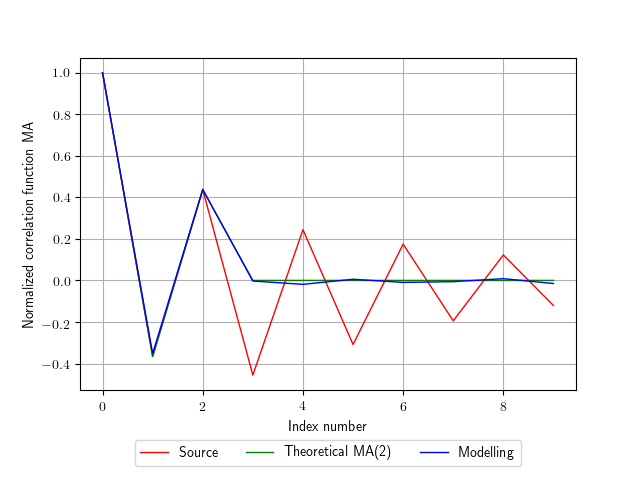 Normalized correlation function MA
1.0
0.8
0.6
0.4
0.2
0.0
−0.2
−0.4
0 2 4 6 8
Index number
Source Theoretical MA(2) Modelling